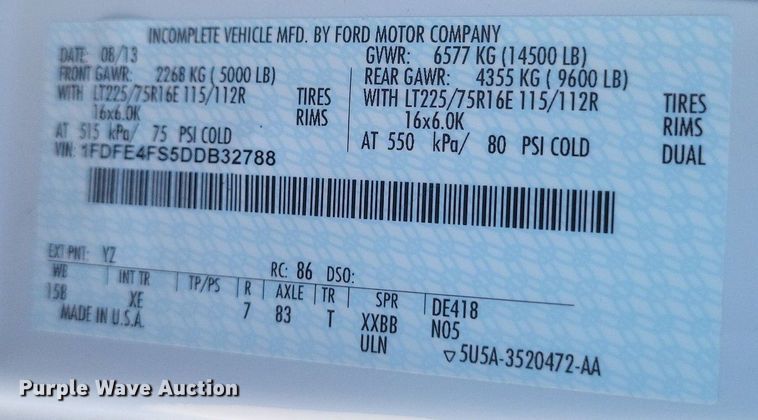 INCOMPLETE VEHICLE MFD. BY FORD MOTOR COMPANY
DATE: 08/13 GVWR: 6577 KG (14500 LB)
FRONT GAWR: 2268 KG ( 5000 LB) REAR GAWR: 4355 KG ( 9600 LB)
WITH LT225/75R16E 115/112R TIRES WITH LT225/75R16E 115/112R TIRES
16x6.0K RIMS 16x6.0K RIMS
AT 515 kPa/ 75 PSI COLD AT 550 kPa/ 80 PSI COLD DUAL
VIN: 1FDFE4FS5DDB32788
EXT PNT: YZ RC: 86 DSO:
WB INT TR TP/PS R AXLE TR SPR DE418
158 XE 7 83 T XXBB N05
MADE IN U.S.A. ULN ▽5U5A-3520472-AA
Purple Wave Auction